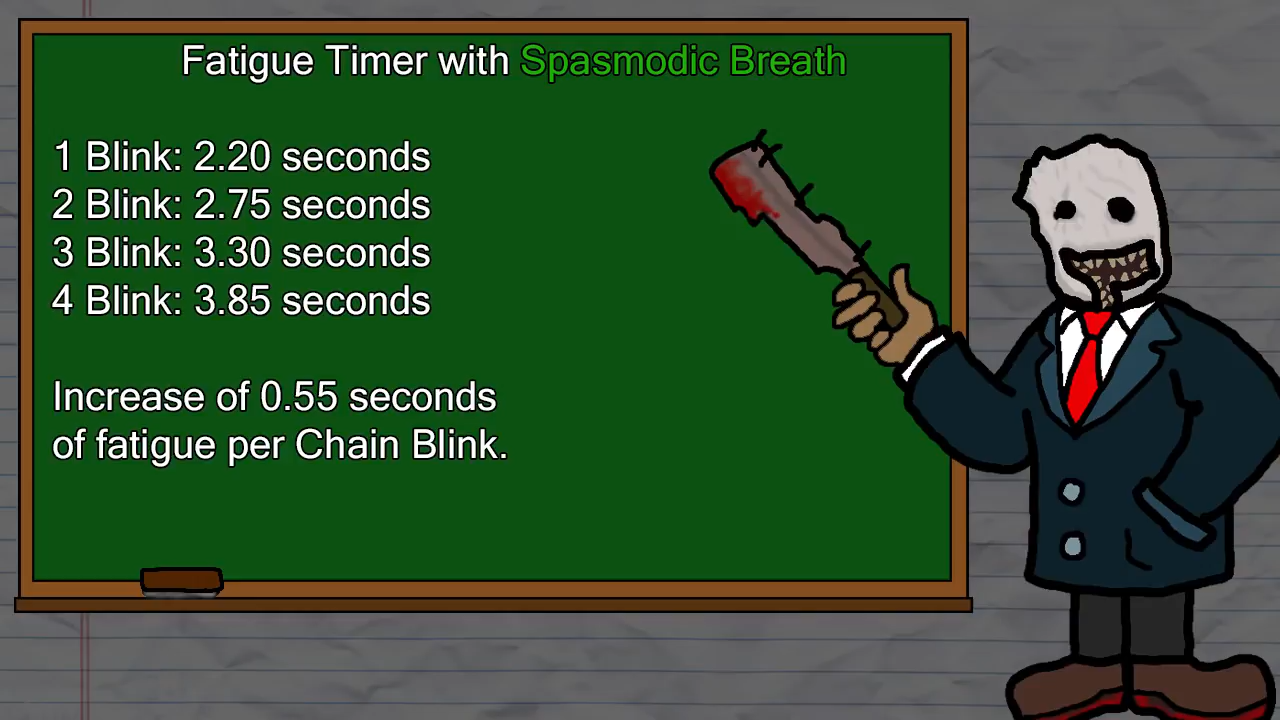 Fatigue Timer with Spasmodic Breath
1 Blink: 2.20 seconds
2 Blink: 2.75 seconds
3 Blink: 3.30 seconds
4 Blink: 3.85 seconds
Increase of 0.55 seconds
of fatigue per Chain Blink.